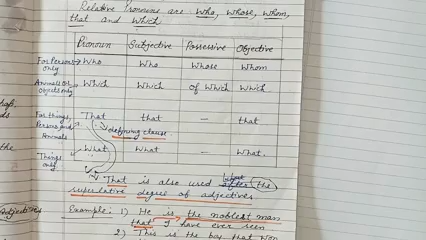 Relative Pronouns are Who, Whose, Whom,
that and Which
Pronoun Subjective Possessive Objective
For Persons only Who Who Whose Whom
Animals or objects only Which Which of Which Which
For things, Persons and Animals That that - that
defining clause
Things only What What - What.
That is also used after the
superlative degree of adjectives
Example. 1) He is the noblest man
that I have ever seen
2) This is the boy that
the
Adjectives